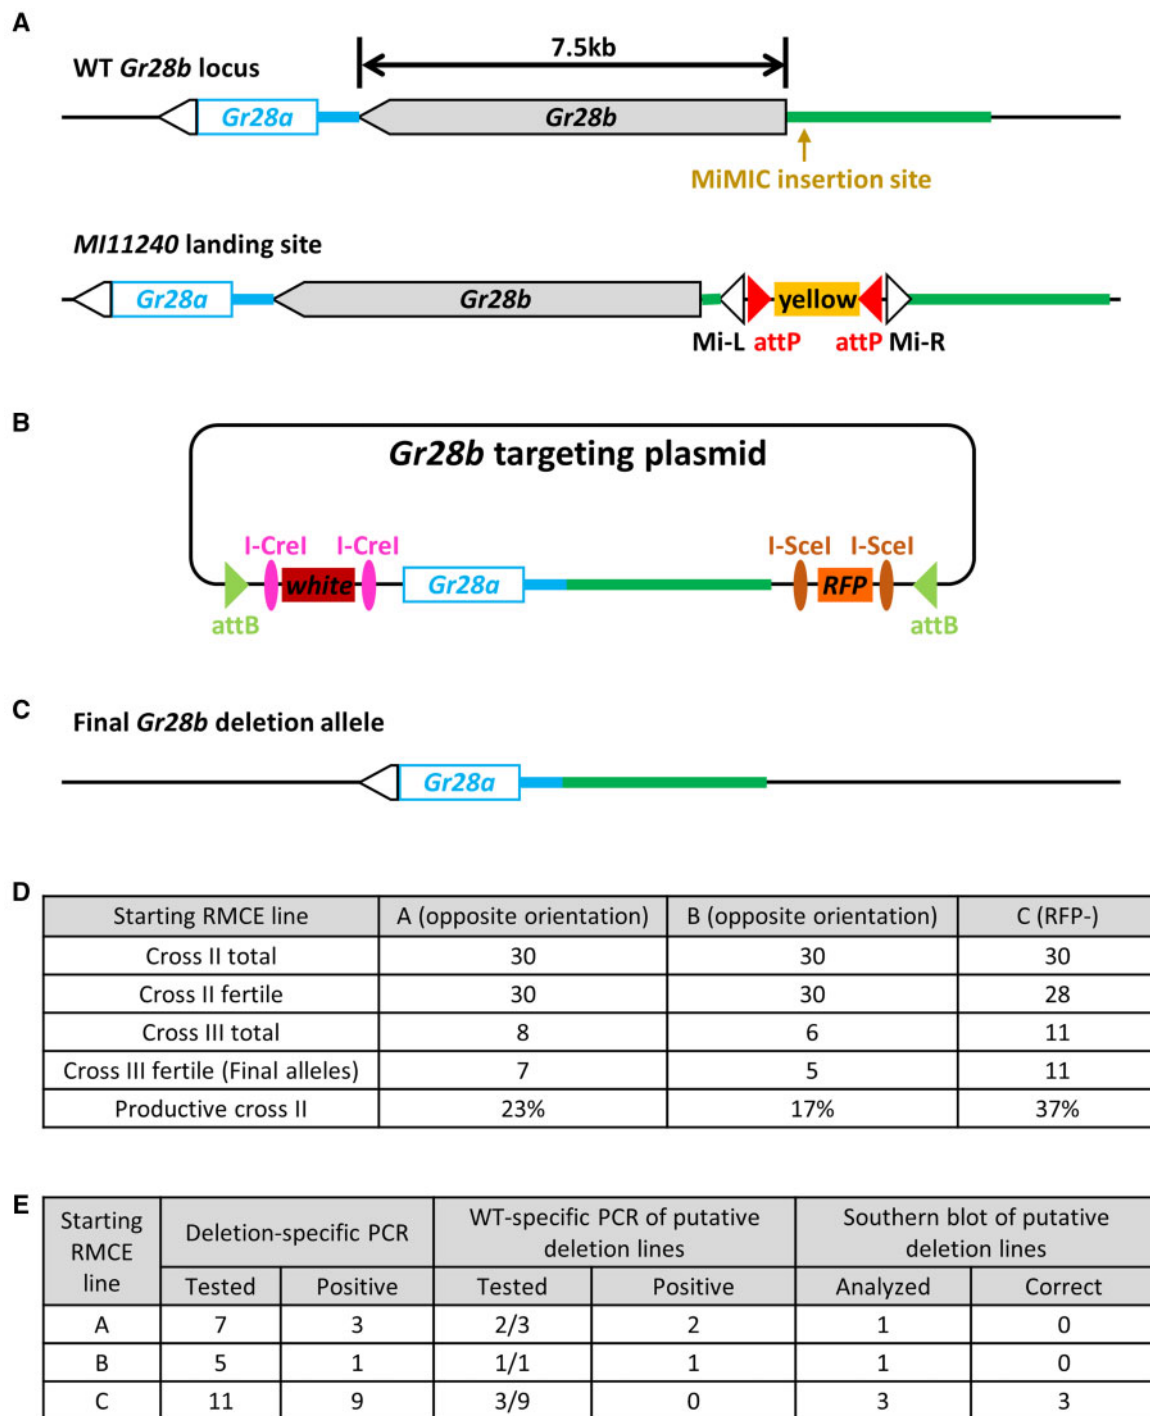 A
7.5kb
WT Gr28b locus
Gr28a
Gr28b
MiMIC insertion site
MI11240 landing site
Gr28a
Gr28b
yellow
Mi-L attP attP Mi-R
B
Gr28b targeting plasmid
I-CreI I-CreI I-SceI I-SceI
white
Gr28a
RFP
attB attB
C
Final Gr28b deletion allele
Gr28a
D
Starting RMCE line A (opposite orientation) B (opposite orientation) C (RFP-)
Cross II total 30 30 30
Cross II fertile 30 30 28
Cross III total 8 6 11
Cross III fertile (Final alleles) 7 5 11
Productive cross II 23% 17% 37%
E
Starting RMCE line Deletion-specific PCR WT-specific PCR of putative deletion lines Southern blot of putative deletion lines
Tested Positive Tested Positive Analyzed Correct
A 7 3 2/3 2 1 0
B 5 1 1/1 1 1 0
C 11 9 3/9 0 3 3